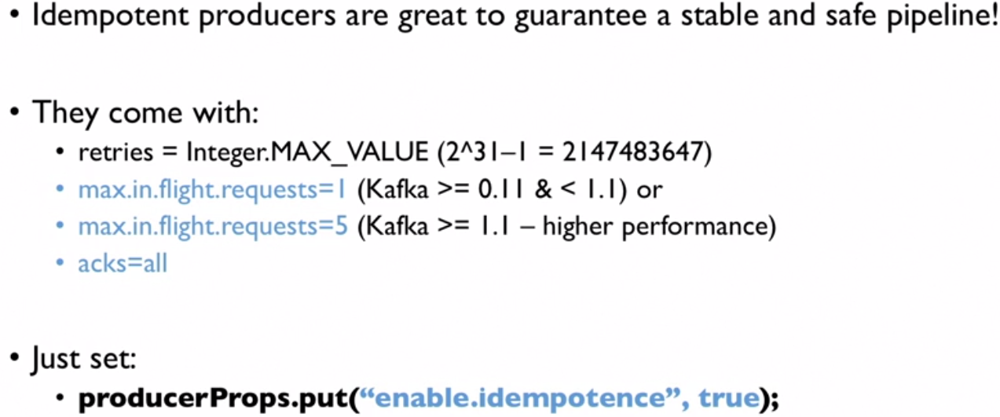 • Idempotent producers are great to guarantee a stable and safe pipeline!
• They come with:
• retries = Integer.MAX_VALUE (2^31–1 = 2147483647)
• max.in.flight.requests=1 (Kafka >= 0.11 & < 1.1) or
• max.in.flight.requests=5 (Kafka >= 1.1 – higher performance)
• acks=all
• Just set:
• producerProps.put(“enable.idempotence”, true);